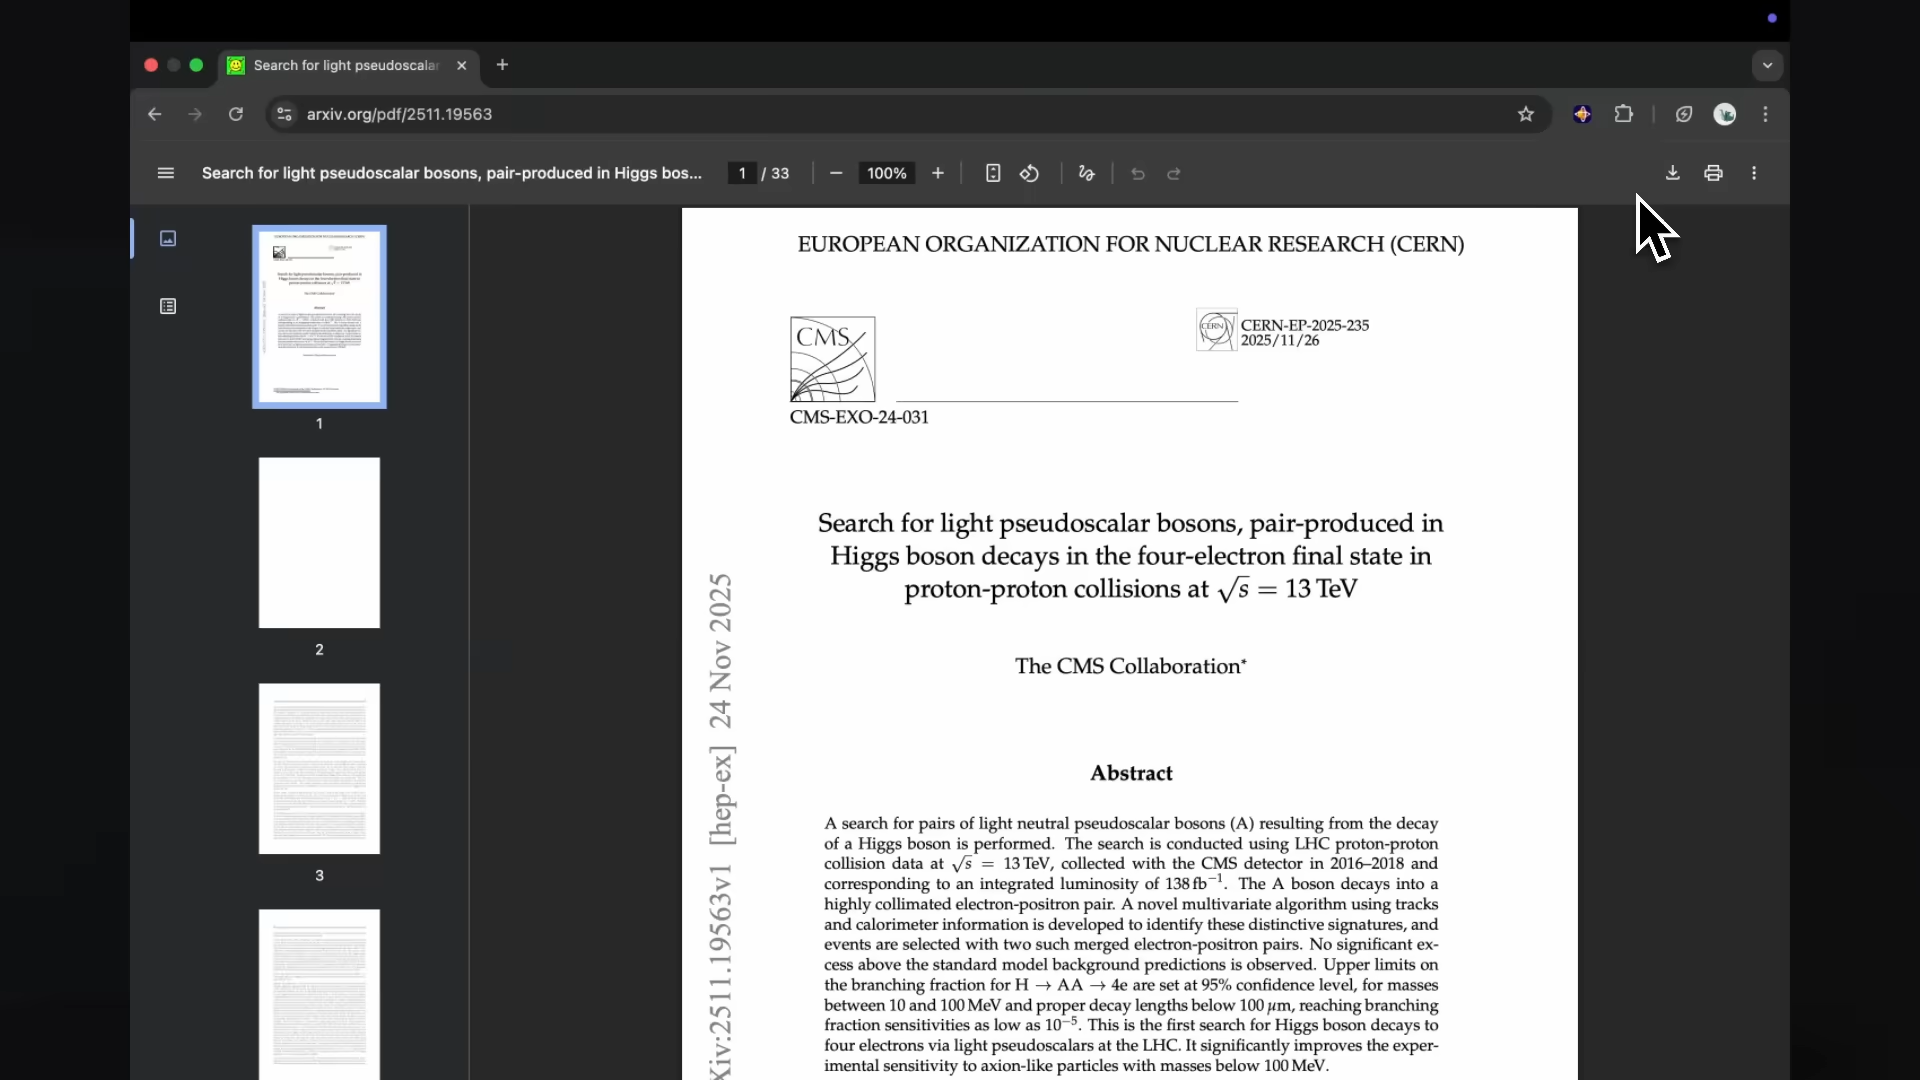 Search for light pseudoscalar
arxiv.org/pdf/2511.19563
Search for light pseudoscalar bosons, pair-produced in Higgs bos...
1 / 33
100%
1
2
3
EUROPEAN ORGANIZATION FOR NUCLEAR RESEARCH (CERN)
CMS
CERN
CERN-EP-2025-235
2025/11/26
CMS-EXO-24-031
Search for light pseudoscalar bosons, pair-produced in
Higgs boson decays in the four-electron final state in
proton-proton collisions at √s = 13 TeV
The CMS Collaboration*
Xiv:2511.19563v1 [hep-ex] 24 Nov 2025
Abstract
A search for pairs of light neutral pseudoscalar bosons (A) resulting from the decay
of a Higgs boson is performed. The search is conducted using LHC proton-proton
collision data at √s = 13 TeV, collected with the CMS detector in 2016–2018 and
corresponding to an integrated luminosity of 138 fb⁻¹. The A boson decays into a
highly collimated electron-positron pair. A novel multivariate algorithm using tracks
and calorimeter information is developed to identify these distinctive signatures, and
events are selected with two such merged electron-positron pairs. No significant ex-
cess above the standard model background predictions is observed. Upper limits on
the branching fraction for H → AA → 4e are set at 95% confidence level, for masses
between 10 and 100 MeV and proper decay lengths below 100 μm, reaching branching
fraction sensitivities as low as 10⁻⁵. This is the first search for Higgs boson decays to
four electrons via light pseudoscalars at the LHC. It significantly improves the exper-
imental sensitivity to axion-like particles with masses below 100 MeV.